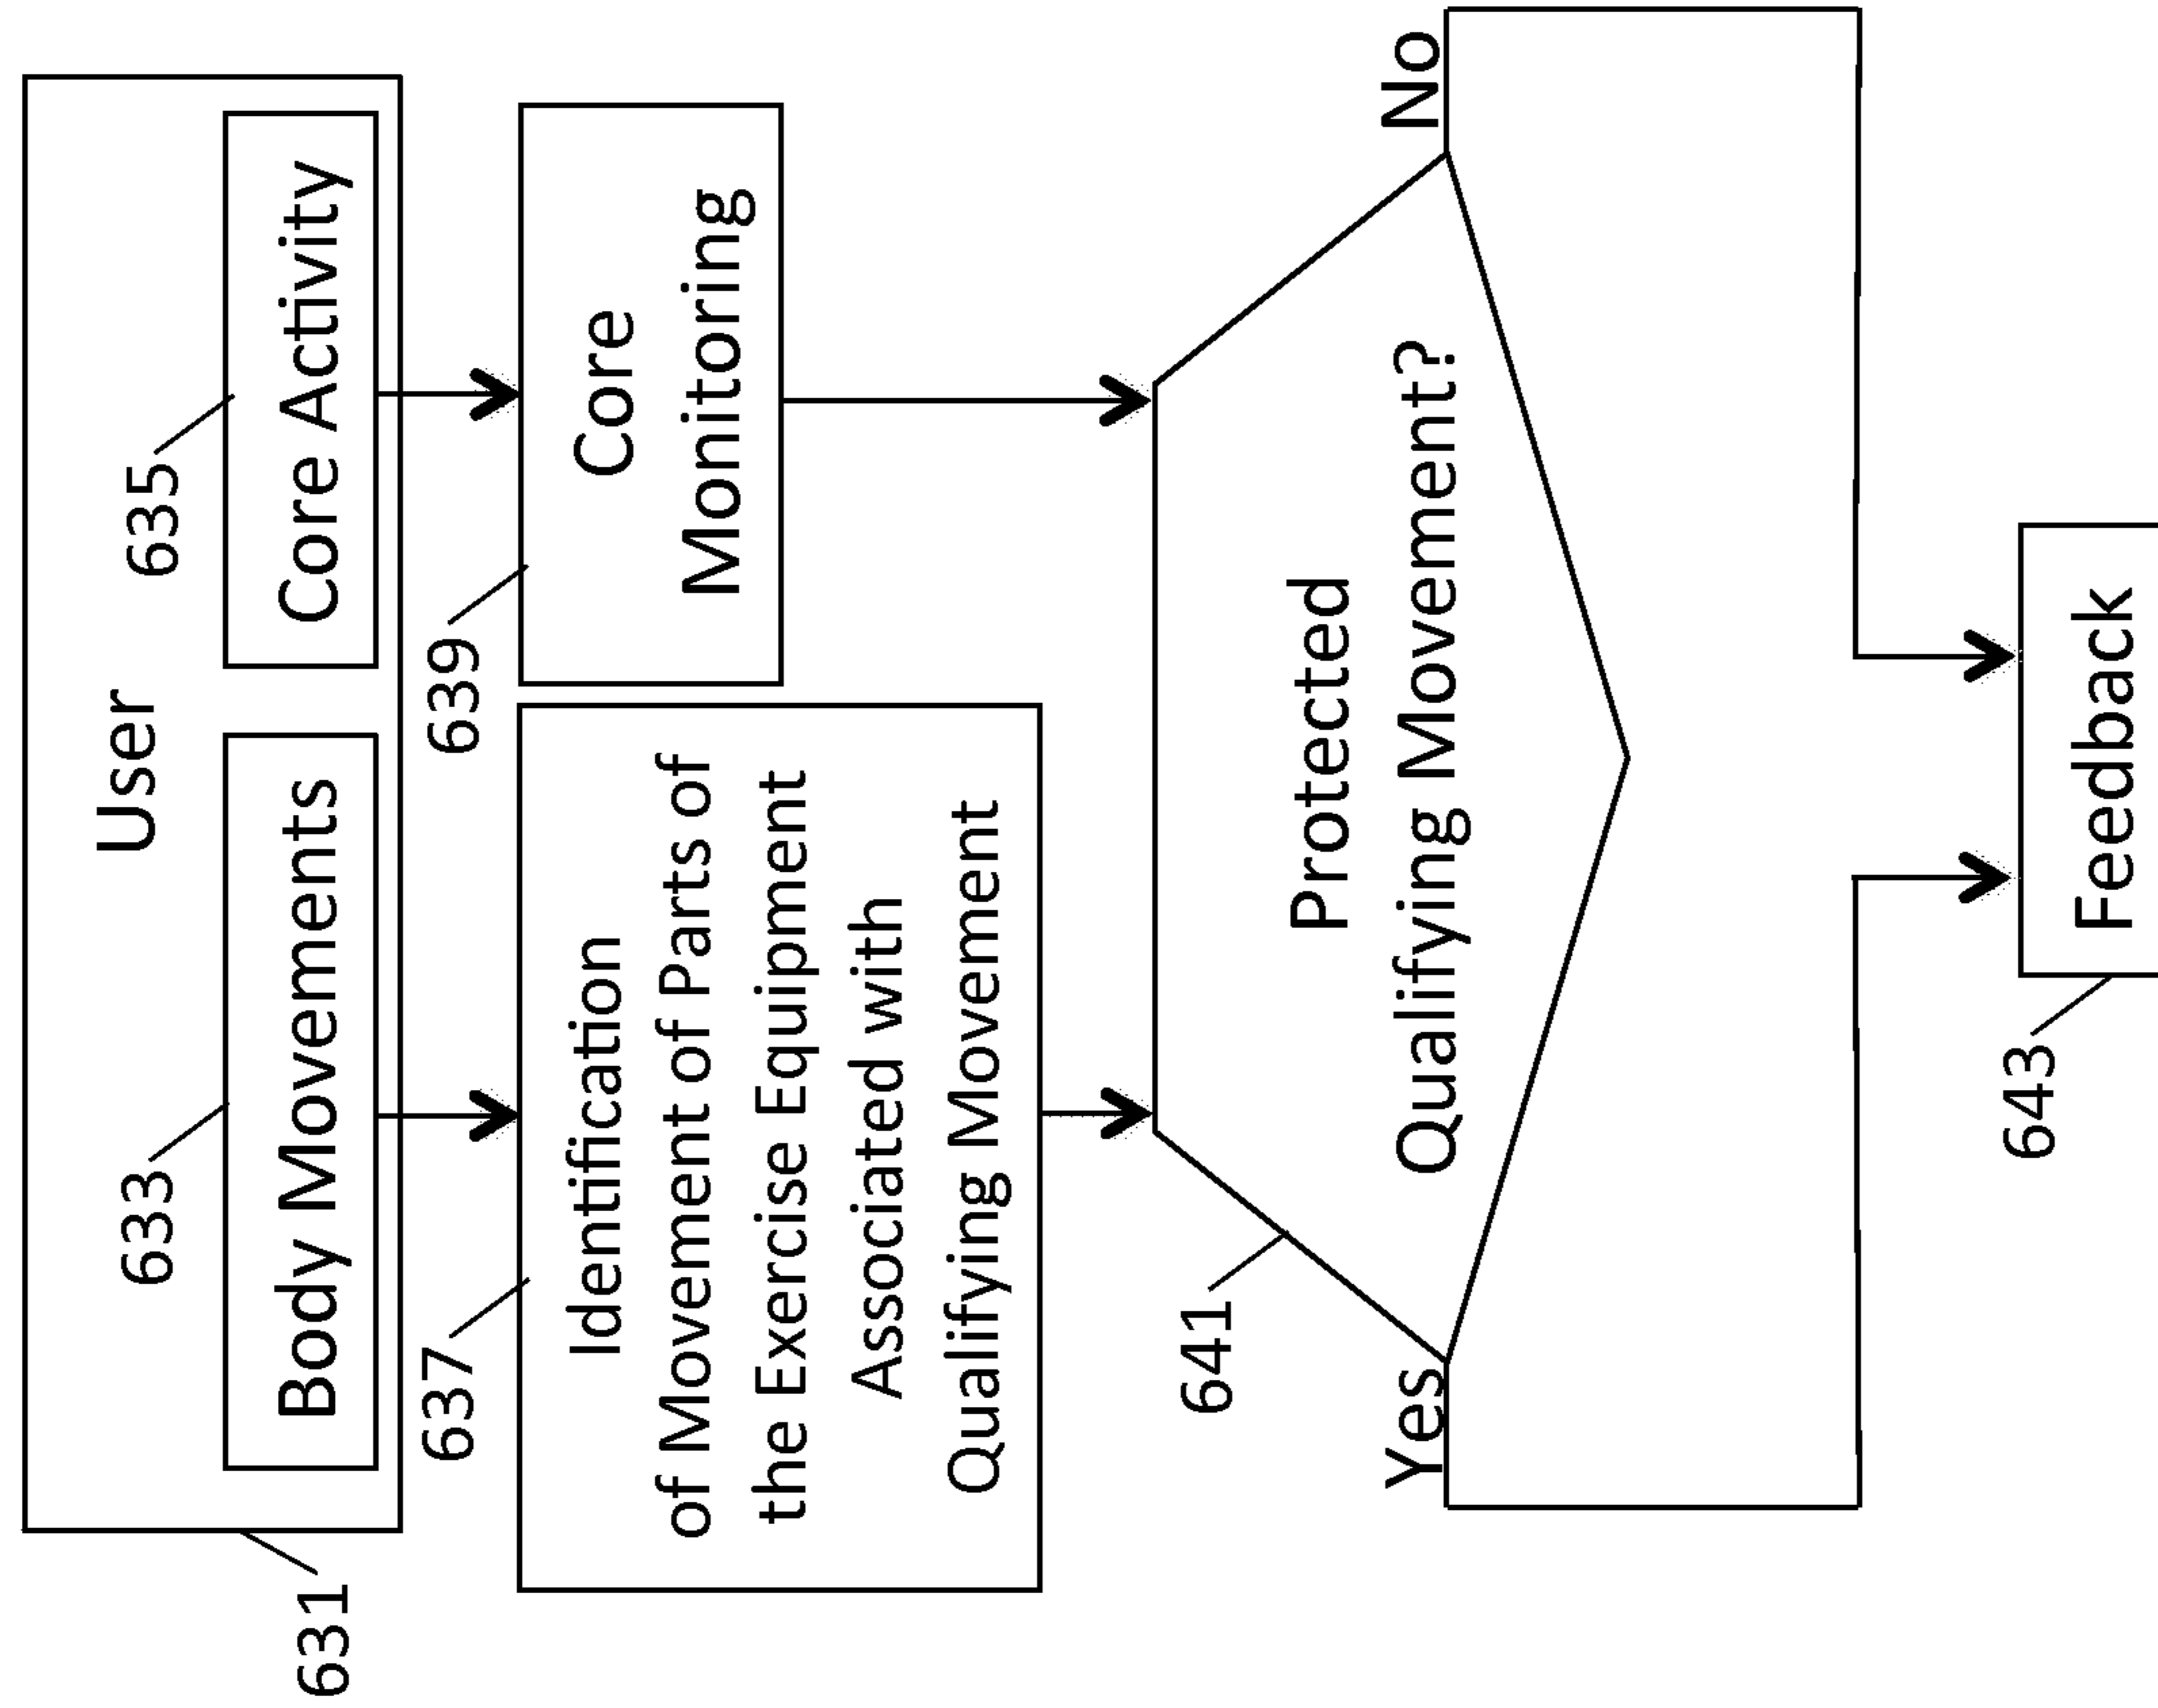 631
User
633
635
Body Movements
Core Activity
637
639
Identification
of Movement of Parts of
the Exercise Equipment
Associated with
Qualifying Movement
Core
Monitoring
641
Protected
Qualifying Movement?
Yes
No
643
Feedback